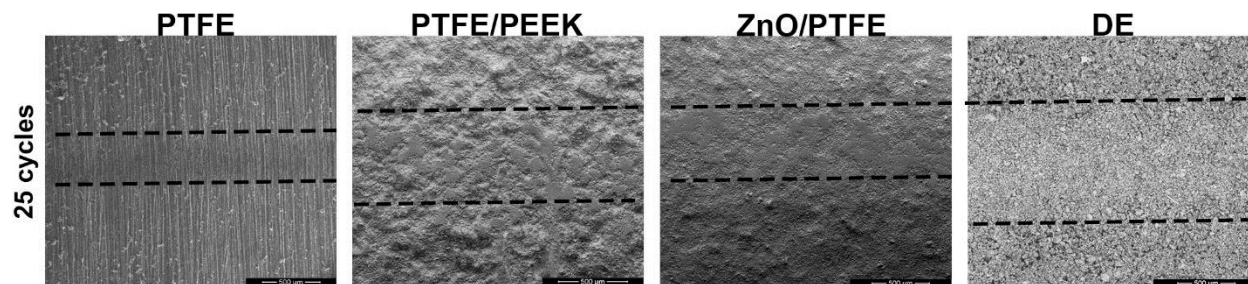 PTFE PTFE/PEEK ZnO/PTFE DE
25 cycles
500 µm 500 µm 500 µm 500 µm